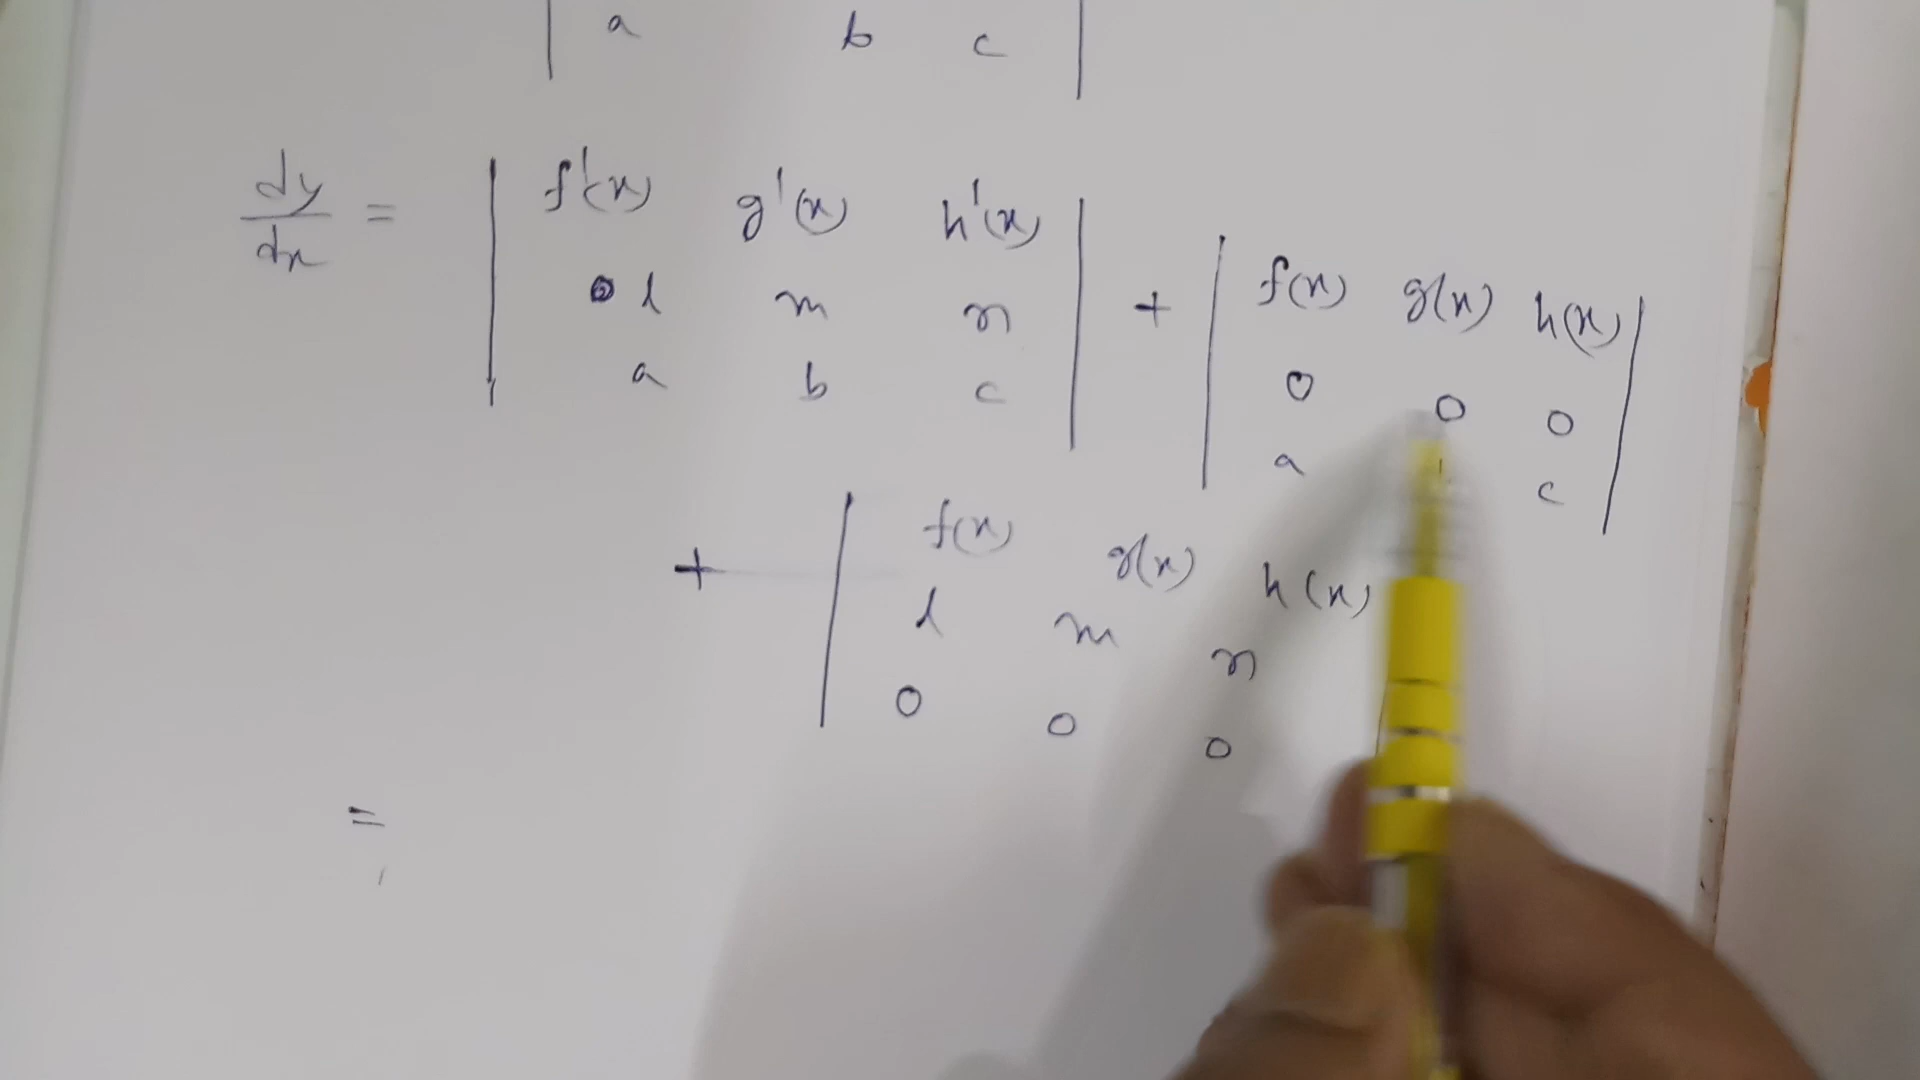 | a b c |
dy/dx = | f'(x) g'(x) h'(x) | + | f(x) g(x) h(x) |
l m n 0 0 0
a b c a c
+ | f(x) g(x) h(x)
l m n
0 0 0
=